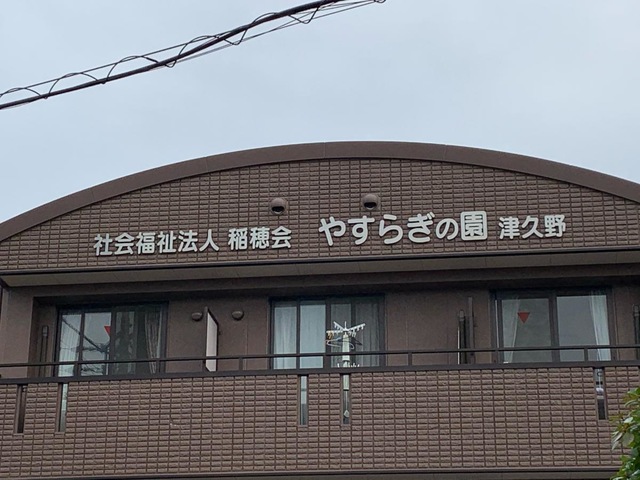 社会福祉法人 稲穂会 やすらぎの園 津久野